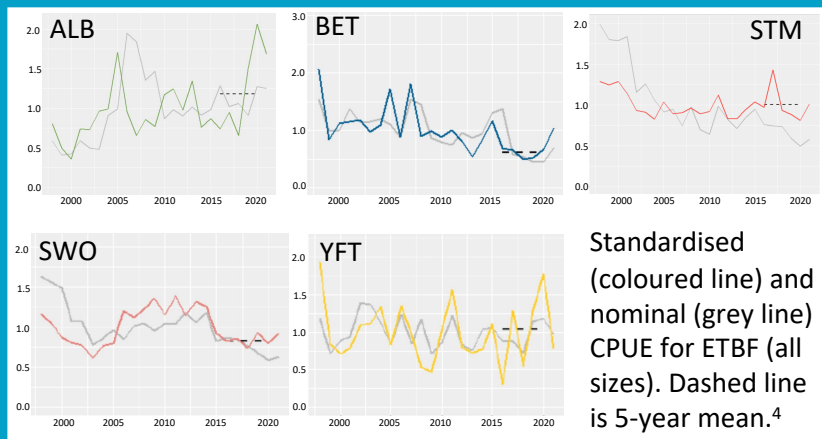 ALB
2.0
1.5
1.0
0.5
0.0
2000 2005 2010 2015 2020
BET
3.0
2.0
1.0
0.0
2000 2005 2010 2015 2020
STM
2.0
1.5
1.0
0.5
0.0
2000 2005 2010 2015 2020
SWO
2.0
1.5
1.0
0.5
0.0
2000 2005 2010 2015 2020
YFT
2.0
1.5
1.0
0.5
0.0
2000 2005 2010 2015 2020
Standardised
(coloured line) and
nominal (grey line)
CPUE for ETBF (all
sizes). Dashed line
is 5-year mean.⁴